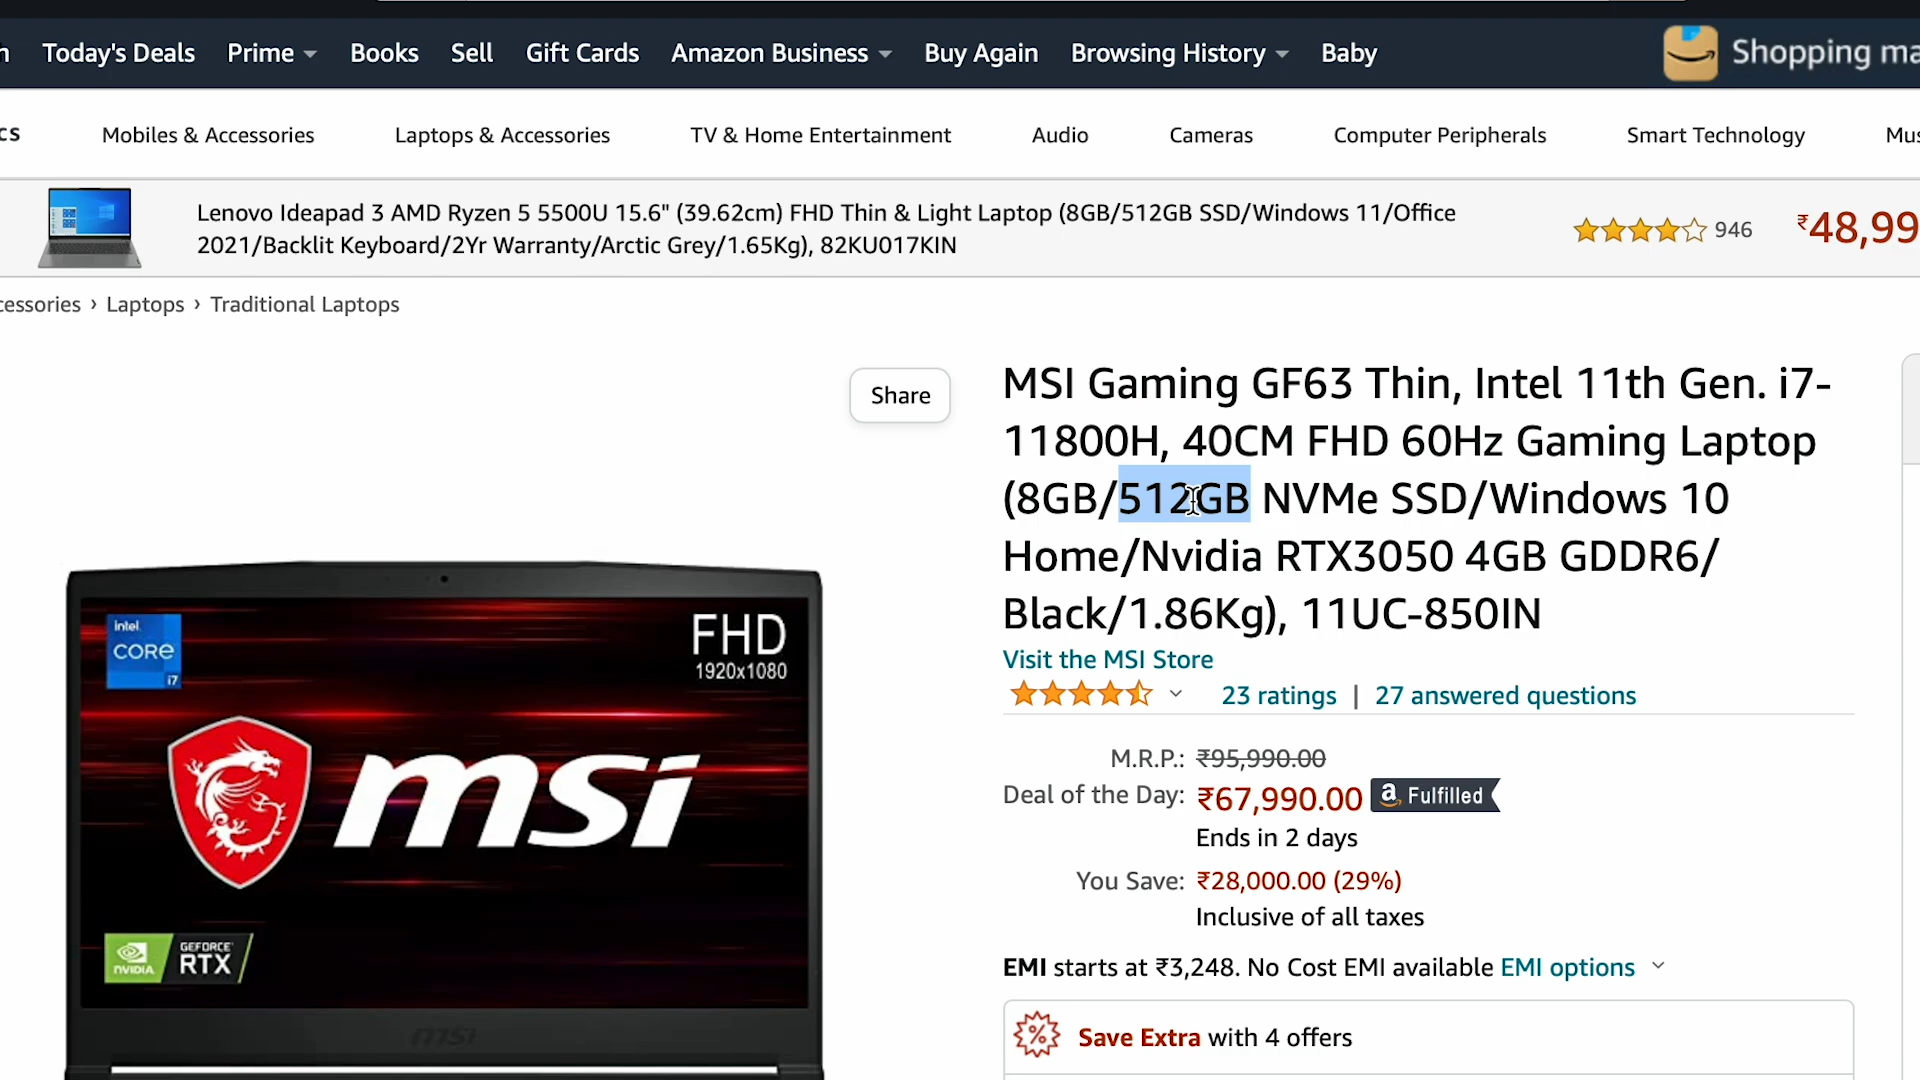 Today's Deals Prime Books Sell Gift Cards Amazon Business Buy Again Browsing History Baby Shopping
Mobiles & Accessories Laptops & Accessories TV & Home Entertainment Audio Cameras Computer Peripherals Smart Technology
Lenovo Ideapad 3 AMD Ryzen 5 5500U 15.6" (39.62cm) FHD Thin & Light Laptop (8GB/512GB SSD/Windows 11/Office
2021/Backlit Keyboard/2Yr Warranty/Arctic Grey/1.65Kg), 82KU017KIN
946 ₹48,99
cessories › Laptops › Traditional Laptops
Share
MSI Gaming GF63 Thin, Intel 11th Gen. i7-
11800H, 40CM FHD 60Hz Gaming Laptop
(8GB/512GB NVMe SSD/Windows 10
Home/Nvidia RTX3050 4GB GDDR6/
Black/1.86Kg), 11UC-850IN
Visit the MSI Store
23 ratings | 27 answered questions
M.R.P.: ₹95,990.00
Deal of the Day: ₹67,990.00 a Fulfilled
Ends in 2 days
You Save: ₹28,000.00 (29%)
Inclusive of all taxes
EMI starts at ₹3,248. No Cost EMI available EMI options
Save Extra with 4 offers
intel
CORE
i7
FHD
1920x1080
msi
NVIDIA
GEFORCE
RTX
msi